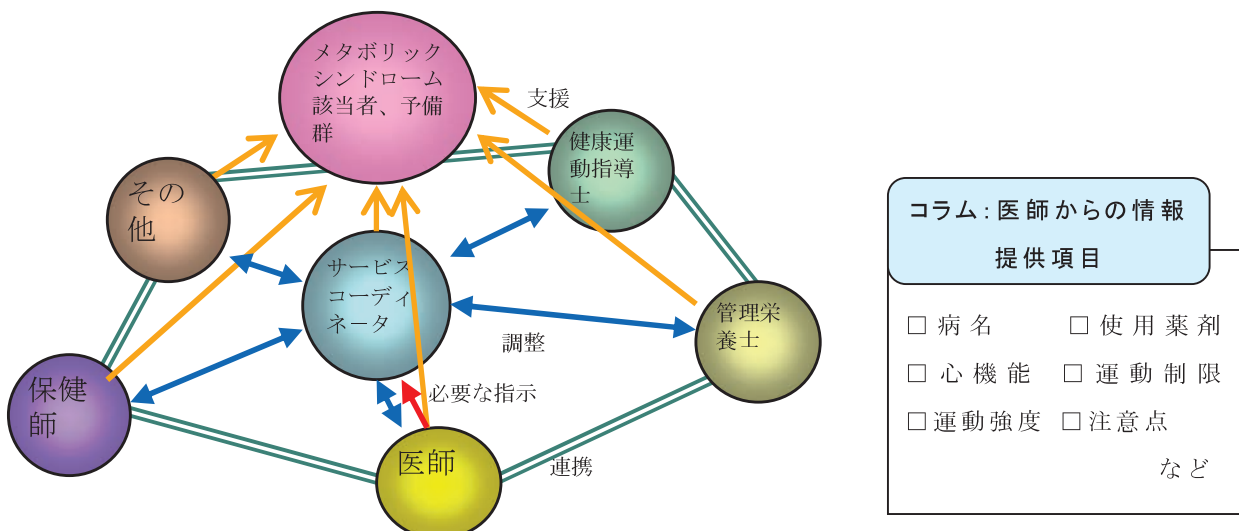 メタボリック
シンドローム
該当者、予備
群
支援
健康運
動指導
士
その
他
サービス
コーディ
ネータ
管理栄
養士
調整
保健
師
必要な指示
医師
連携
コラム:医師からの情報
提供項目
□ 病名 □ 使用薬剤
□ 心機能 □ 運動制限
□ 運動強度 □ 注意点
など